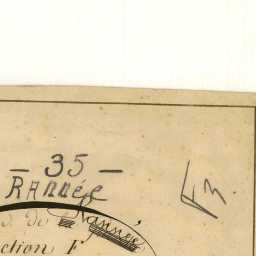 — 35 —
RANNÉE
de Rannée
ction F